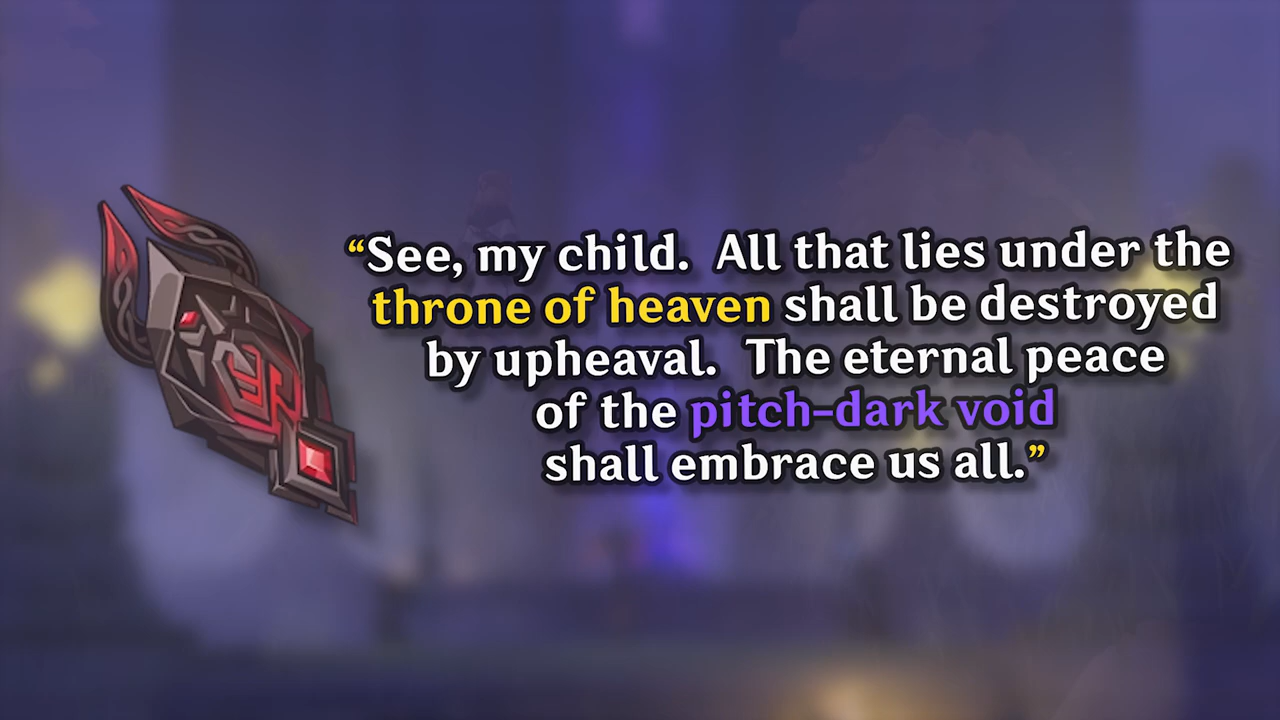 “See, my child.  All that lies under the
throne of heaven shall be destroyed
by upheaval.  The eternal peace
of the pitch-dark void
shall embrace us all.”